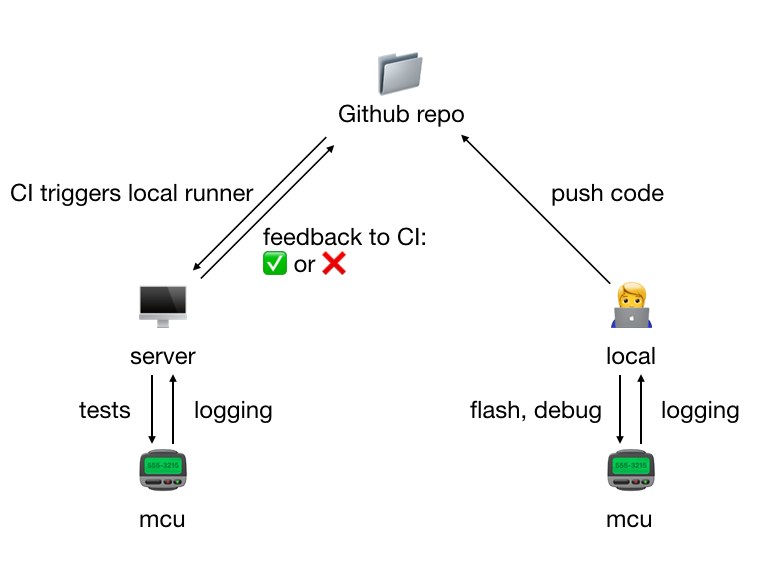 Github repo
CI triggers local runner
push code
feedback to CI:
✅ or ❌
server
local
tests
logging
flash, debug
logging
555-3215
555-3215
mcu
mcu